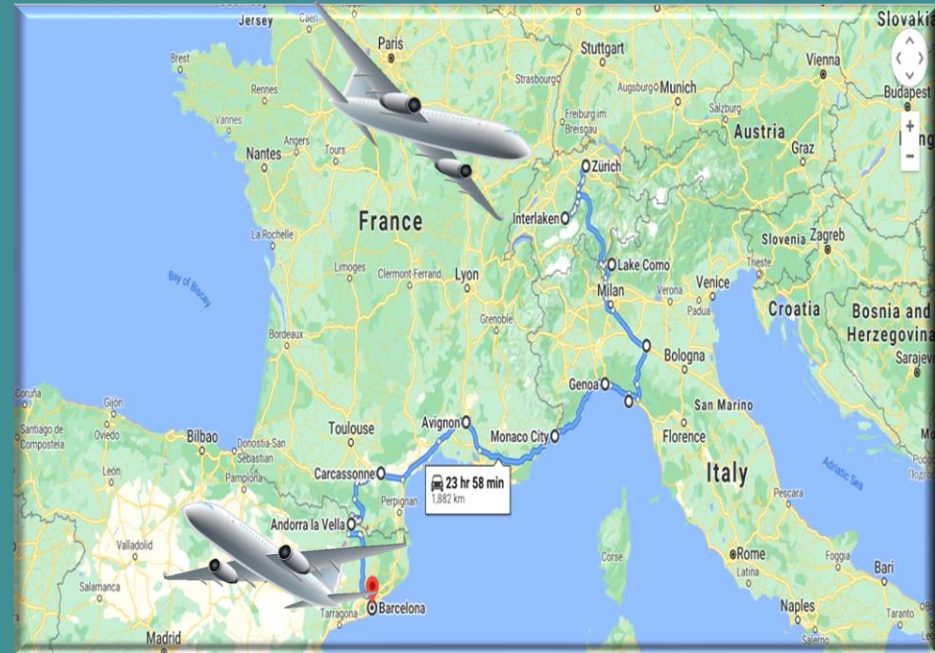 Jersey
Caen
Slovakia
Paris
Brest
Stuttgart
Strasbourg
Vienna
Rennes
Augsburg
Munich
Salzburg
Budapest
Freiburg im
Breisgau
Vannes
Angers
Tours
Austria
Graz
Nantes
Zürich
France
Interlaken
La Rochelle
Slovenia
Zagreb
Lake Como
Trieste
Limoges
Clermont-Ferrand
Lyon
Venice
Milan
Verona
Padua
Bay of Biscay
Croatia
Bosnia and
Herzegovina
Grenoble
Bordeaux
Bologna
Sarajevo
Genoa
Coruña
Gijón
Avignon
San Marino
Santiago de
Compostela
Oviedo
Bilbao
Donostia-San
Sebastian
Toulouse
Monaco City
Florence
León
Pamplona
Carcassonne
23 hr 58 min
1,882 km
Italy
Adriatic Sea
Perpignan
Pescara
Andorra la Vella
Valladolid
Corse
Rome
Foggia
Latina
Bari
Salamanca
Barcelona
Tarragona
Naples
Taranto
Madrid
Salerno